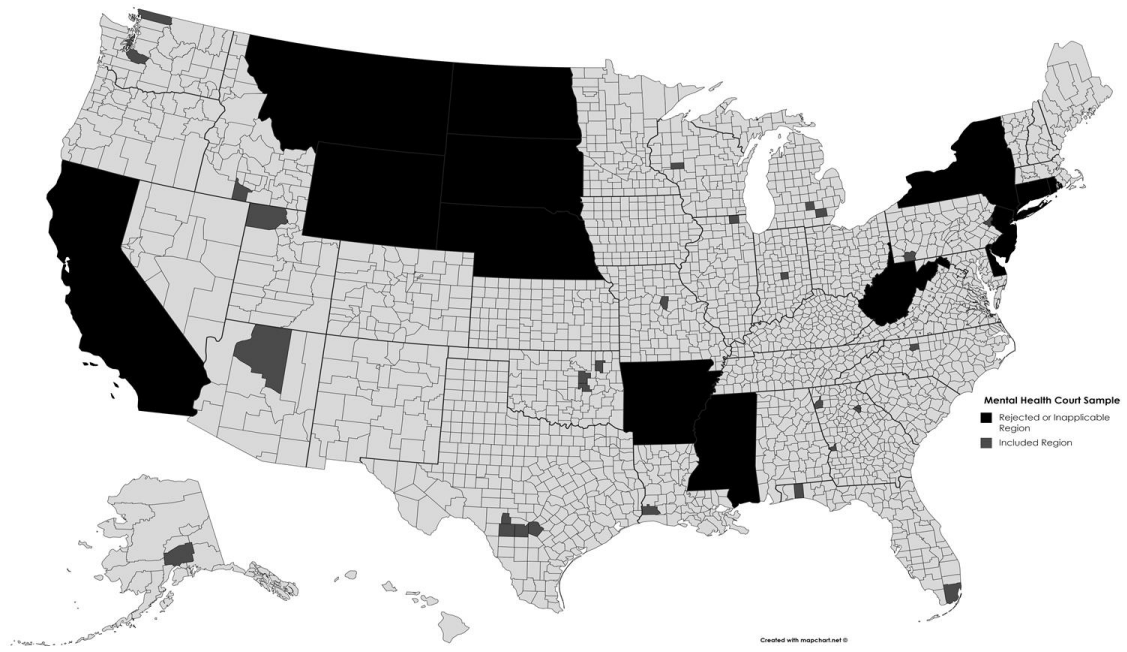 Mental Health Court Sample
Rejected or Inapplicable
Region
Included Region
Created with mapchart.net ©